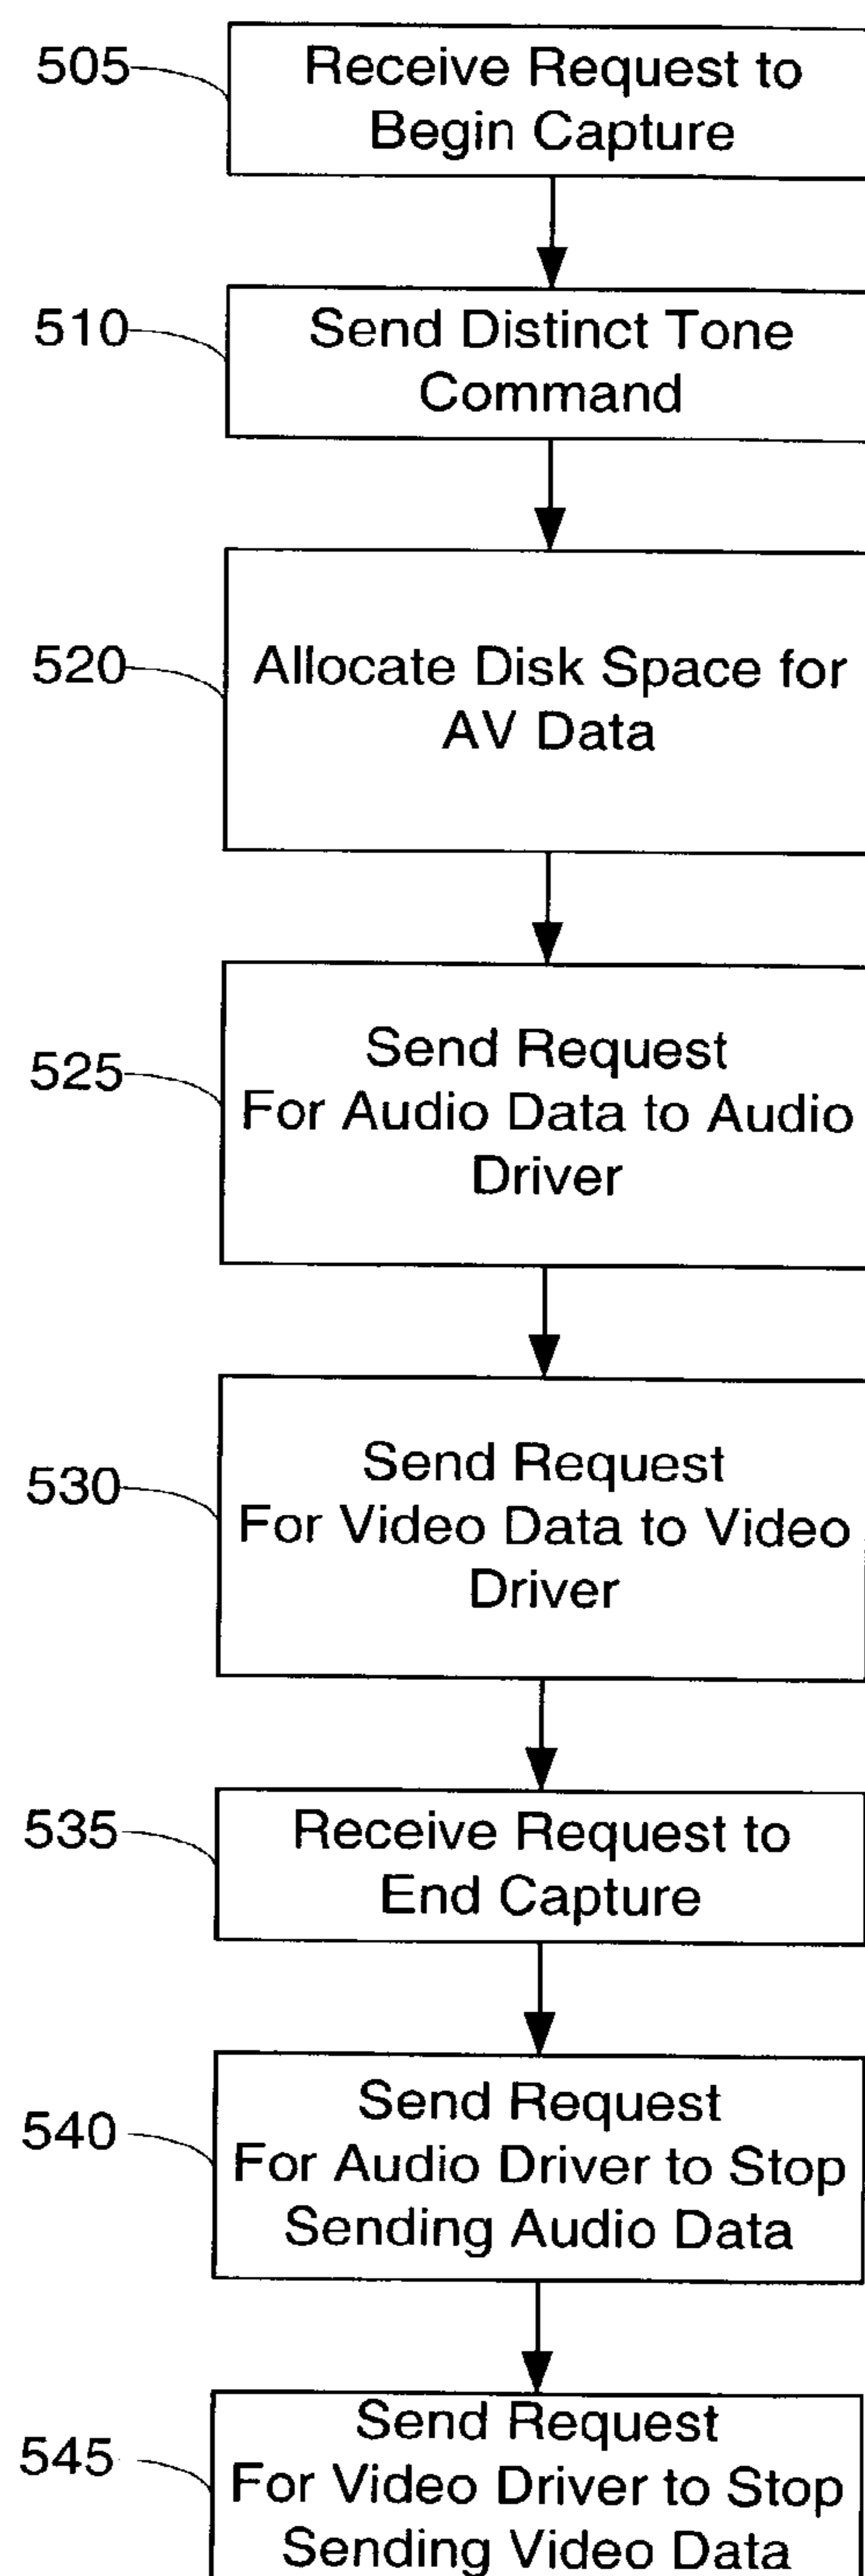 505
Receive Request to
Begin Capture
510
Send Distinct Tone
Command
520
Allocate Disk Space for
AV Data
525
Send Request
For Audio Data to Audio
Driver
530
Send Request
For Video Data to Video
Driver
535
Receive Request to
End Capture
540
Send Request
For Audio Driver to Stop
Sending Audio Data
545
Send Request
For Video Driver to Stop
Sending Video Data